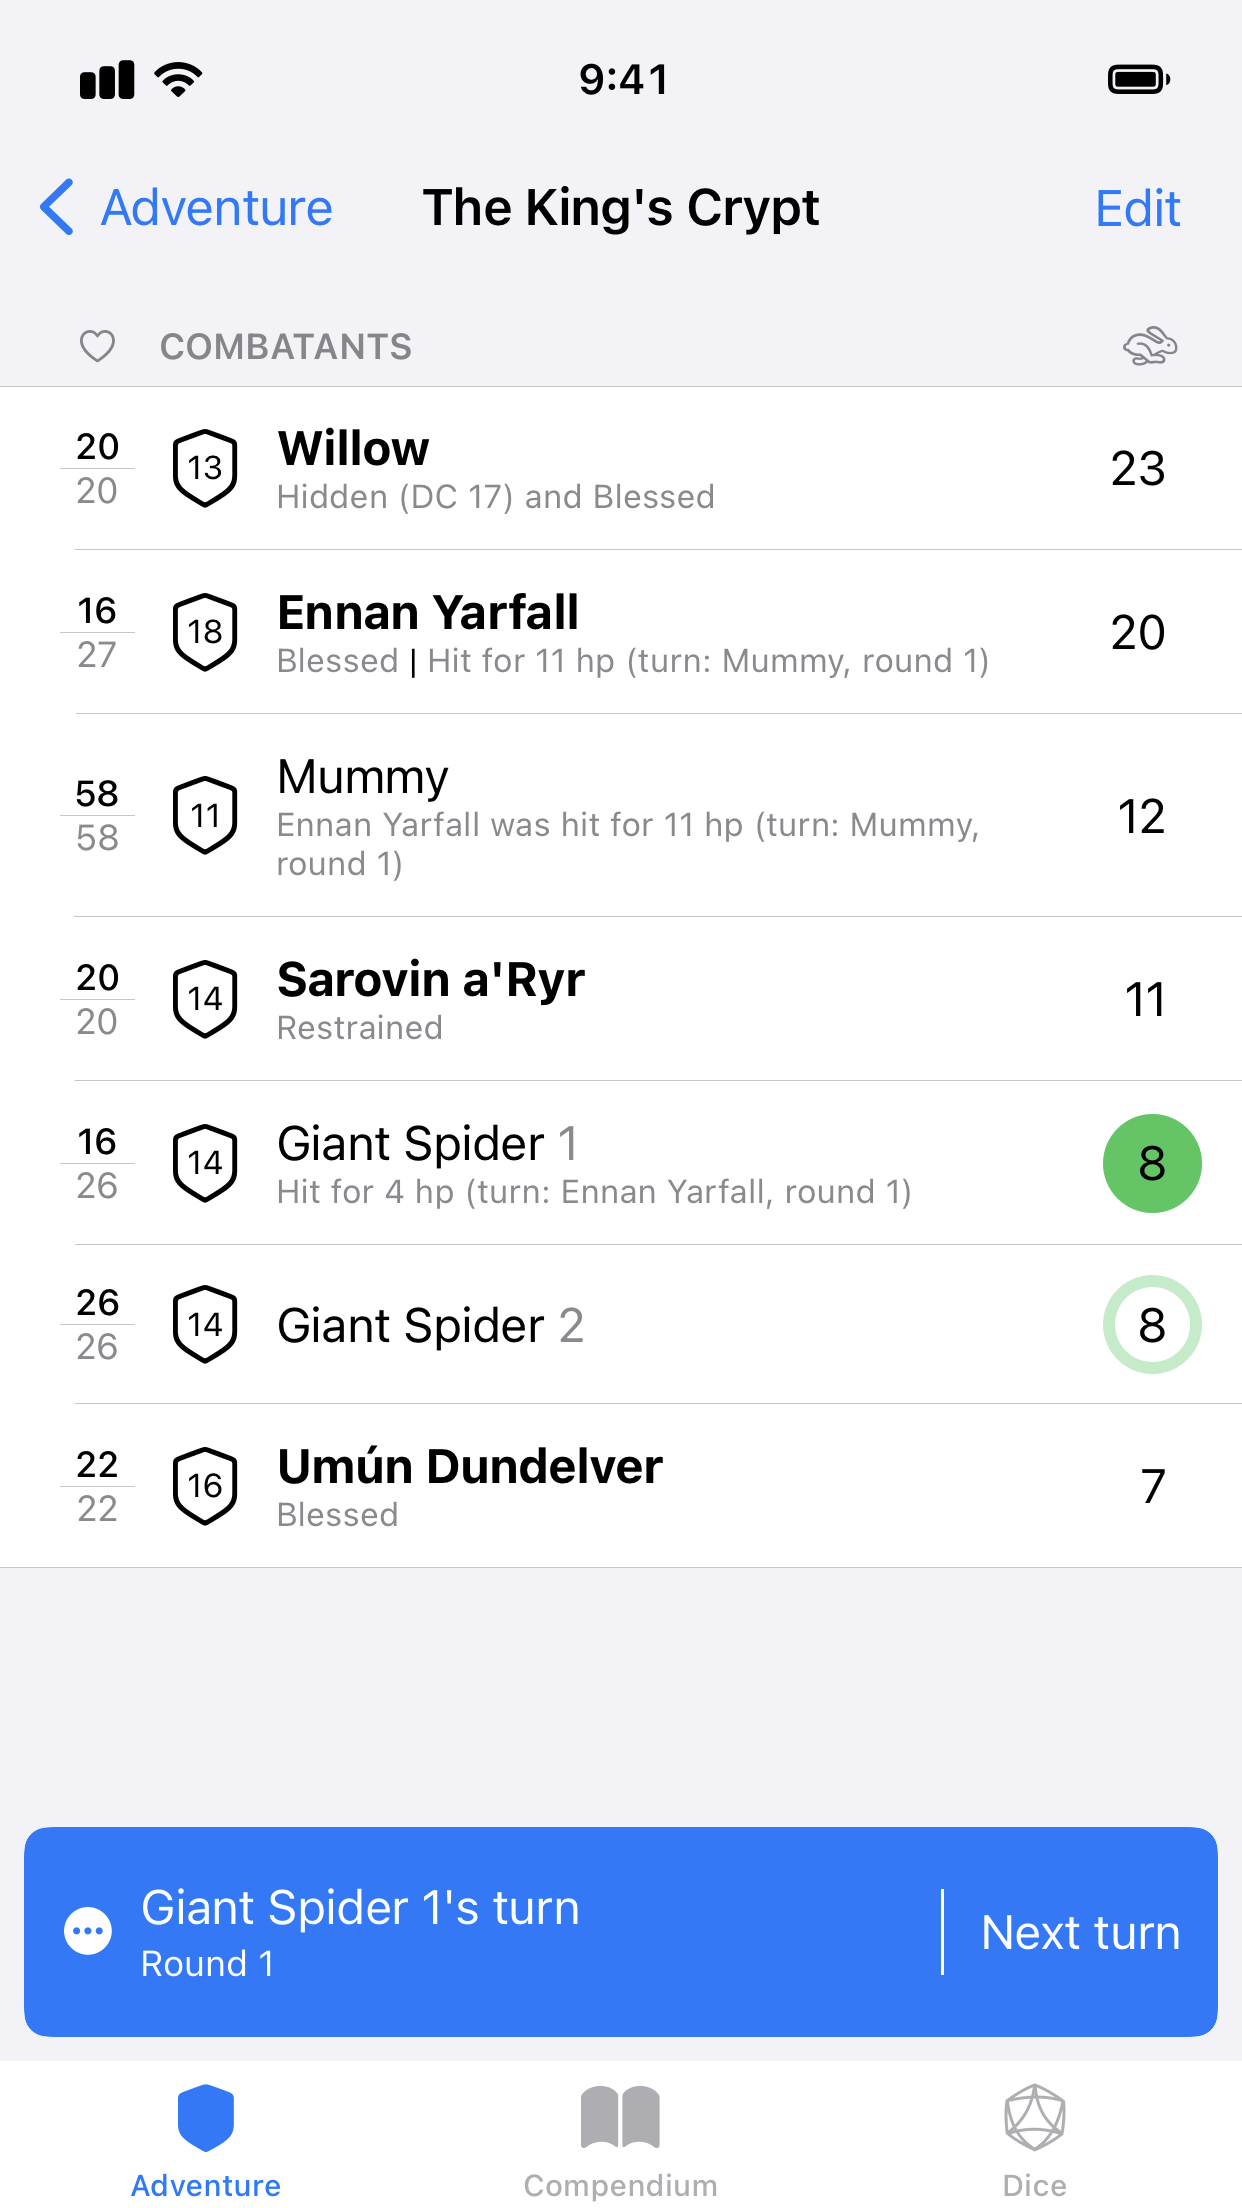 9:41
Adventure The King's Crypt Edit
COMBATANTS
20
20
13
Willow
Hidden (DC 17) and Blessed
23
16
27
18
Ennan Yarfall
Blessed | Hit for 11 hp (turn: Mummy, round 1)
20
58
58
11
Mummy
Ennan Yarfall was hit for 11 hp (turn: Mummy,
round 1)
12
20
20
14
Sarovin a'Ryr
Restrained
11
16
26
14
Giant Spider 1
Hit for 4 hp (turn: Ennan Yarfall, round 1)
8
26
26
14
Giant Spider 2
8
22
22
16
Umún Dundelver
Blessed
7
Giant Spider 1's turn
Round 1
Next turn
Adventure Compendium Dice